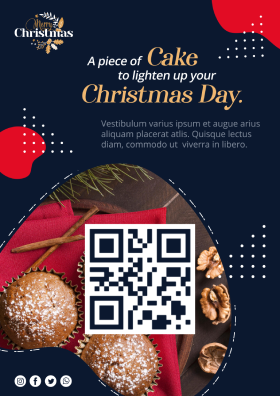 Merry
Christmas
A piece of Cake
to lighten up your
Christmas Day.
Vestibulum varius ipsum et augue arius
aliquam placerat atlis. Quisque lectus
diam, commodo ut viverra in libero.